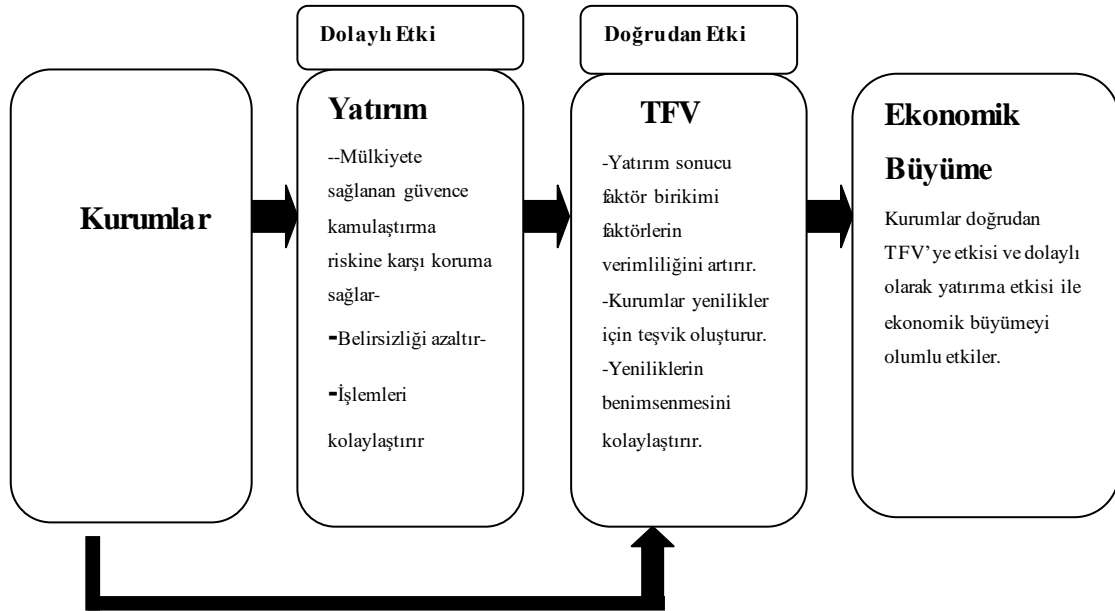 Dolaylı Etki
Doğrudan Etki
Kurumlar
Yatırım
--Mülkiyete
sağlanan güvence
kamulaştırma
riskine karşı koruma
sağlar-
-Belirsizliği azaltır-
-İşlemleri
kolaylaştırır
TFV
-Yatırım sonucu
faktör birikimi
faktörlerin
verimliliğini artırır.
-Kurumlar yenilikler
için teşvik oluşturur.
-Yeniliklerin
benimsenmesini
kolaylaştırır.
Ekonomik
Büyüme
Kurumlar doğrudan
TFV’ye etkisi ve dolaylı
olarak yatırıma etkisi ile
ekonomik büyümeyi
olumlu etkiler.